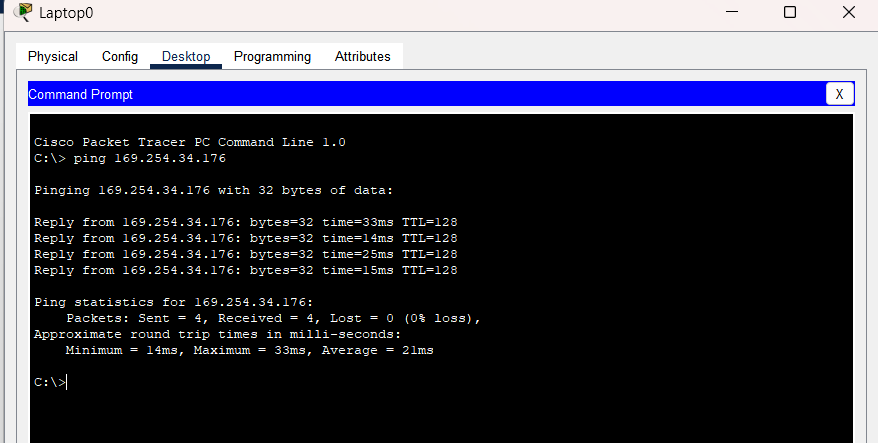 Laptop0
Physical Config Desktop Programming Attributes
Command Prompt X
Cisco Packet Tracer PC Command Line 1.0
C:\> ping 169.254.34.176
Pinging 169.254.34.176 with 32 bytes of data:
Reply from 169.254.34.176: bytes=32 time=33ms TTL=128
Reply from 169.254.34.176: bytes=32 time=14ms TTL=128
Reply from 169.254.34.176: bytes=32 time=25ms TTL=128
Reply from 169.254.34.176: bytes=32 time=15ms TTL=128
Ping statistics for 169.254.34.176:
    Packets: Sent = 4, Received = 4, Lost = 0 (0% loss),
Approximate round trip times in milli-seconds:
    Minimum = 14ms, Maximum = 33ms, Average = 21ms
C:\>